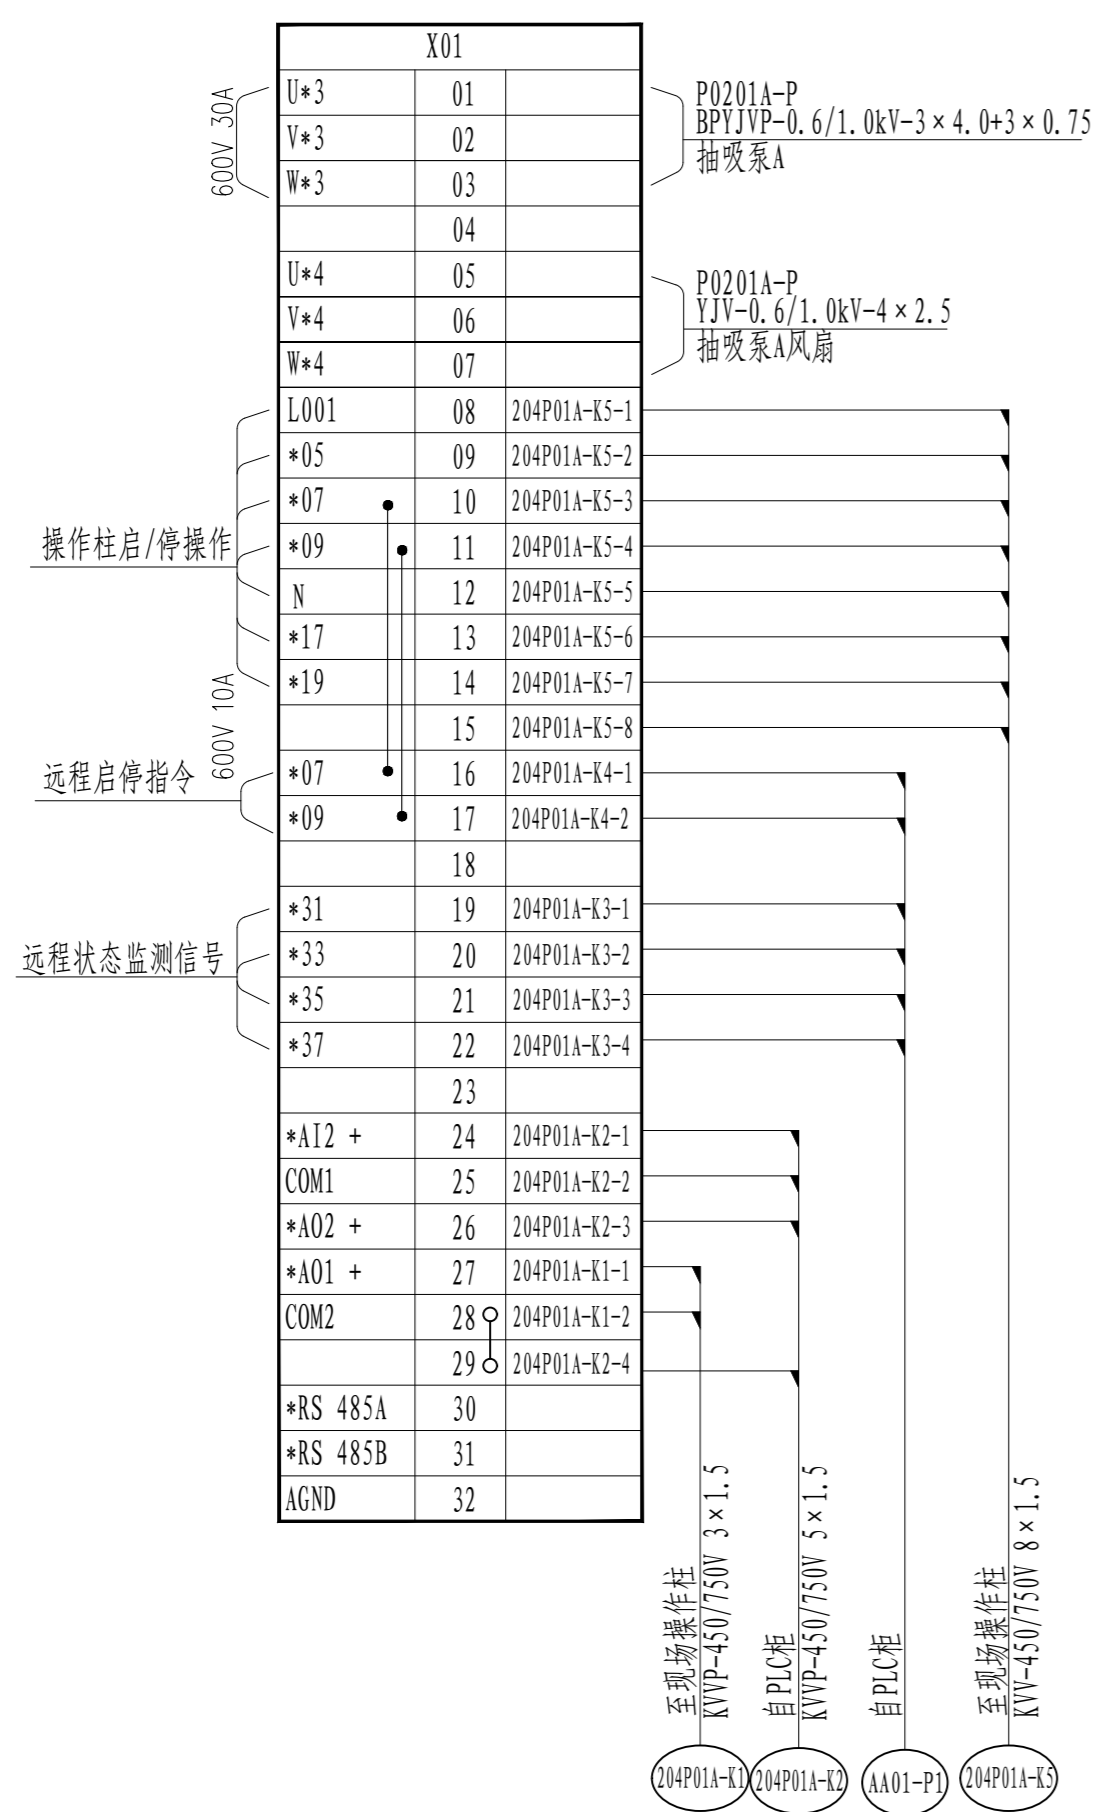 X01
U*3 01
V*3 02
W*3 03
04
U*4 05
V*4 06
W*4 07
L001 08 204P01A-K5-1
*05 09 204P01A-K5-2
*07 10 204P01A-K5-3
*09 11 204P01A-K5-4
N 12 204P01A-K5-5
*17 13 204P01A-K5-6
*19 14 204P01A-K5-7
15 204P01A-K5-8
*07 16 204P01A-K4-1
*09 17 204P01A-K4-2
18
*31 19 204P01A-K3-1
*33 20 204P01A-K3-2
*35 21 204P01A-K3-3
*37 22 204P01A-K3-4
23
*AI2 + 24 204P01A-K2-1
COM1 25 204P01A-K2-2
*AO2 + 26 204P01A-K2-3
*AO1 + 27 204P01A-K1-1
COM2 28 204P01A-K1-2
29 204P01A-K2-4
*RS 485A 30
*RS 485B 31
AGND 32
600V 30A
操作柱启/停操作
600V 10A
远程启停指令
远程状态监测信号
P0201A-P
BPYJVP-0.6/1.0kV-3×4.0+3×0.75
抽吸泵A
P0201A-P
YJV-0.6/1.0kV-4×2.5
抽吸泵A风扇
至现场操作柱
KVVP-450/750V 3×1.5
自PLC柜
KVVP-450/750V 5×1.5
自PLC柜
至现场操作柱
KVV-450/750V 8×1.5
204P01A-K1
204P01A-K2
AA01-P1
204P01A-K5